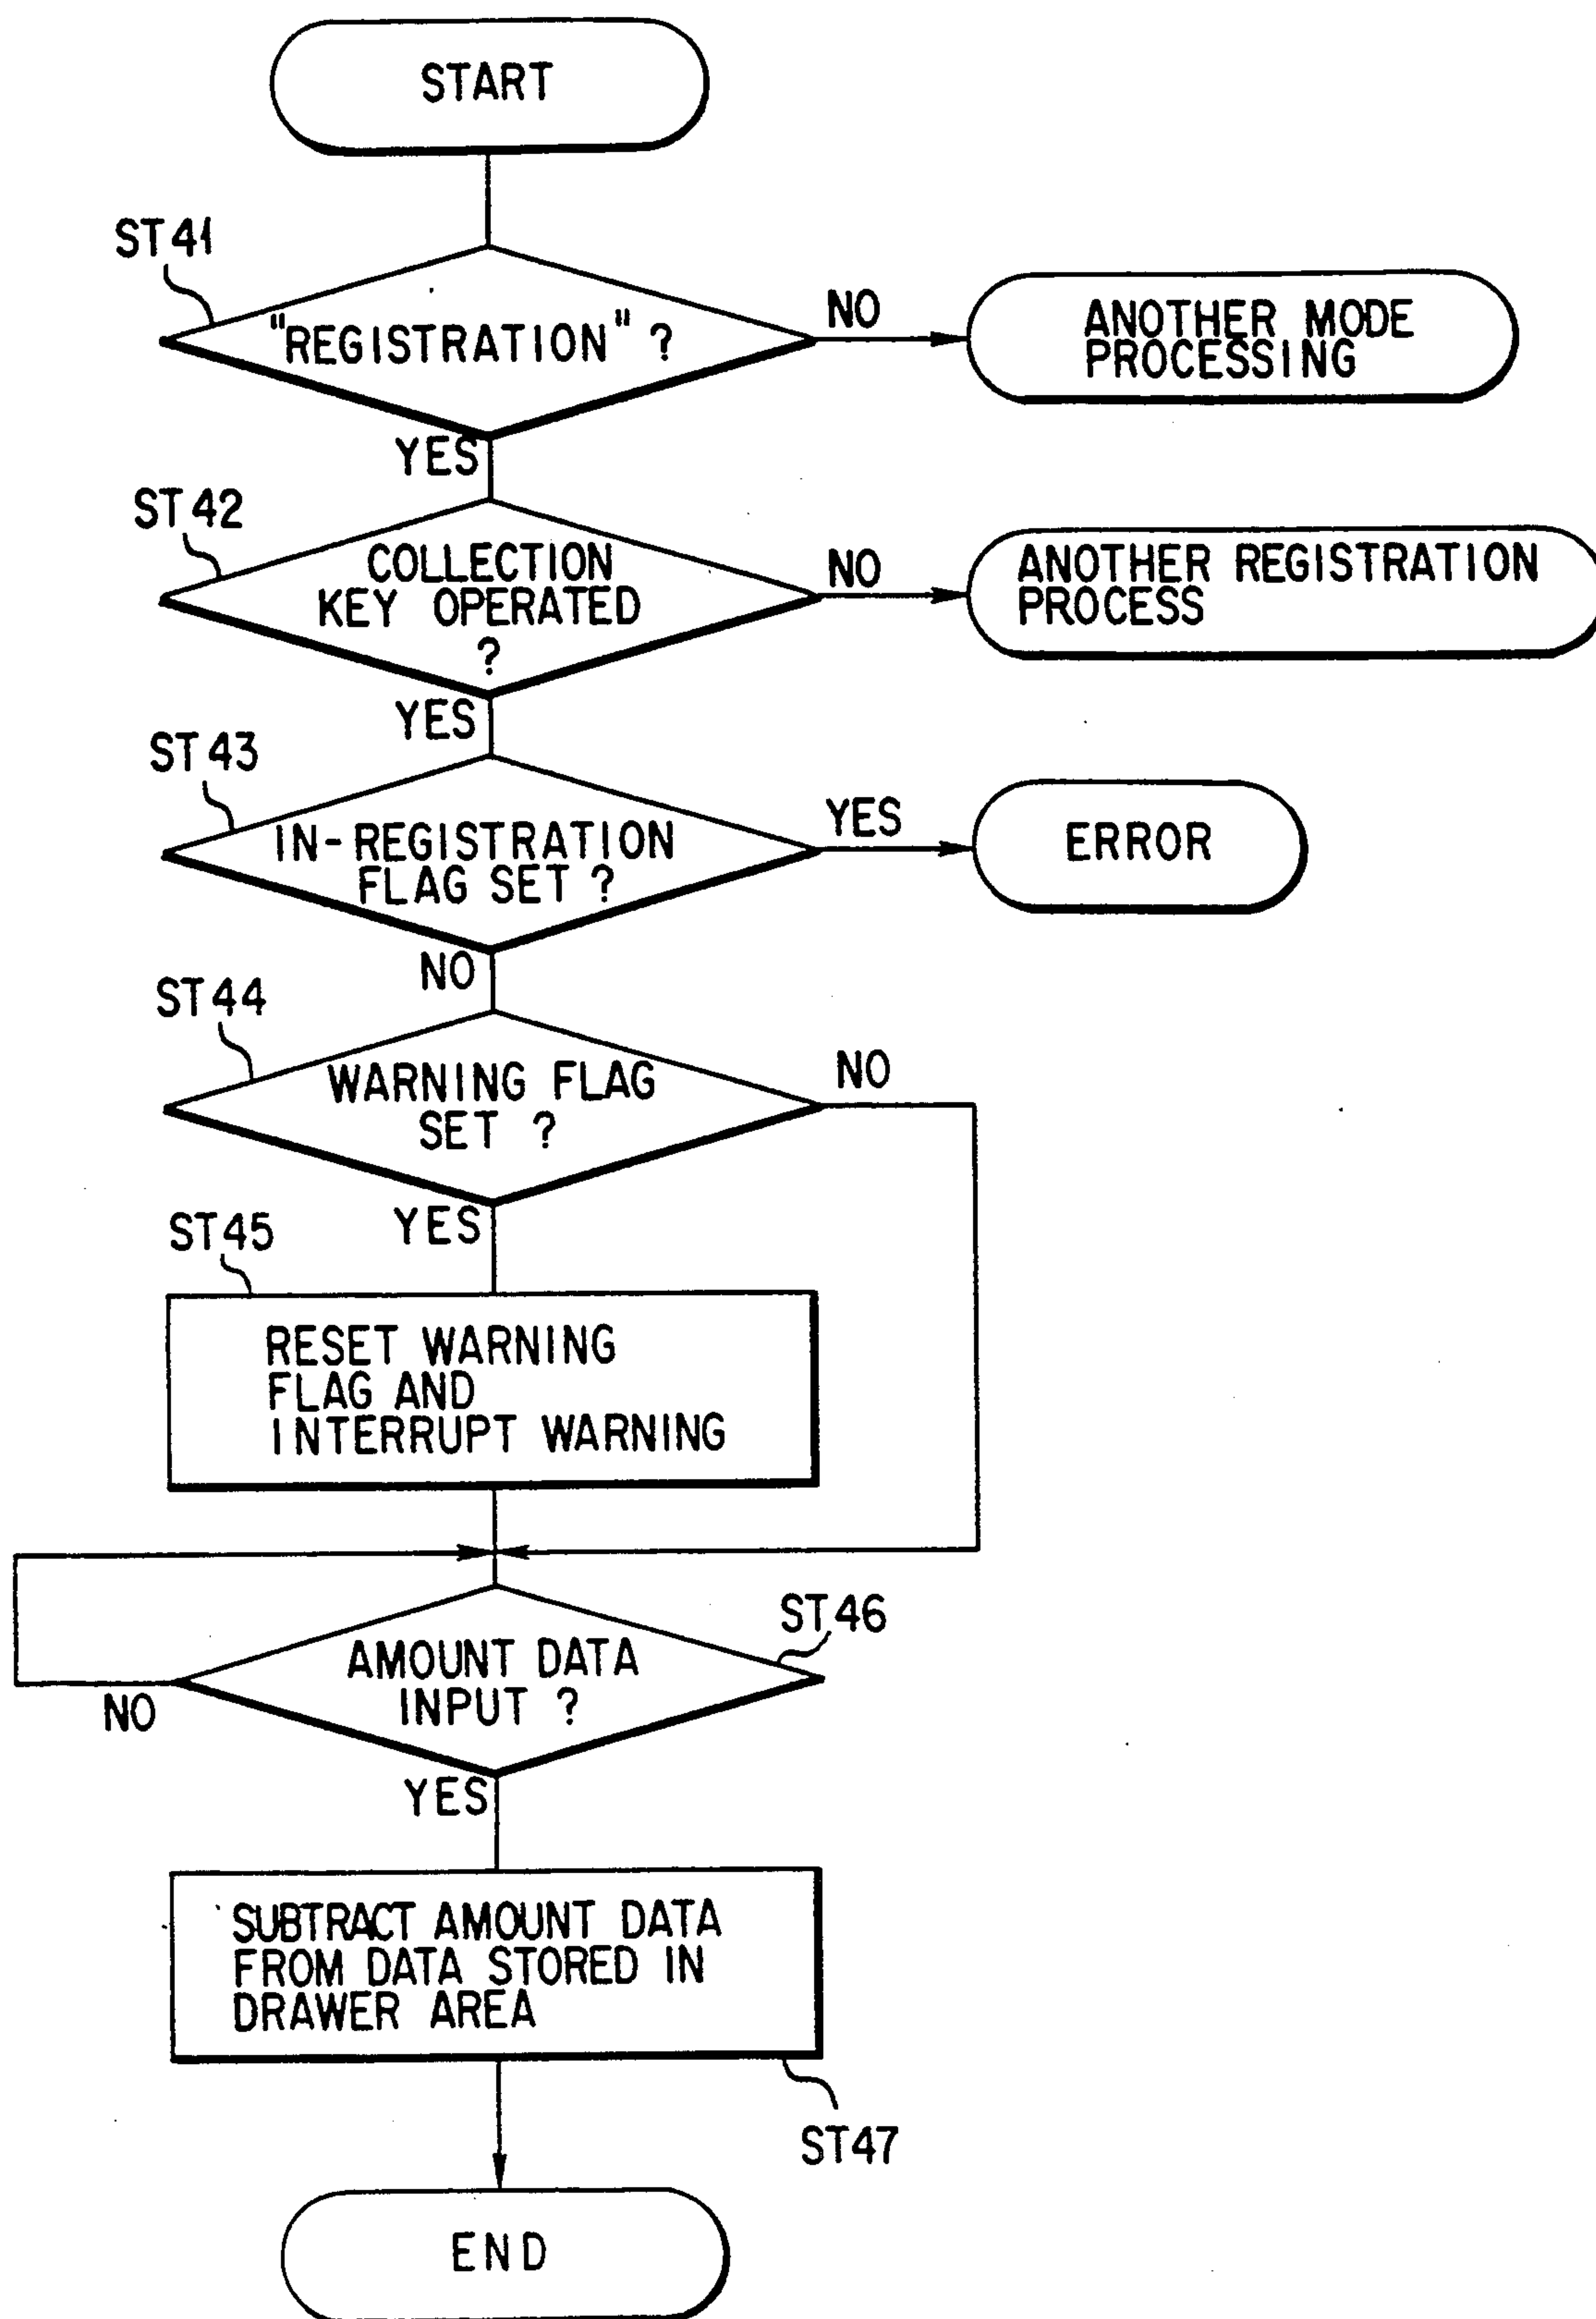 START
ST41
"REGISTRATION" ?
NO
ANOTHER MODE
PROCESSING
YES
ST42
COLLECTION
KEY OPERATED
?
NO
ANOTHER REGISTRATION
PROCESS
YES
ST43
IN-REGISTRATION
FLAG SET ?
YES
ERROR
NO
ST44
WARNING FLAG
SET ?
NO
YES
ST45
RESET WARNING
FLAG AND
INTERRUPT WARNING
ST46
AMOUNT DATA
INPUT ?
NO
YES
SUBTRACT AMOUNT DATA
FROM DATA STORED IN
DRAWER AREA
ST47
END